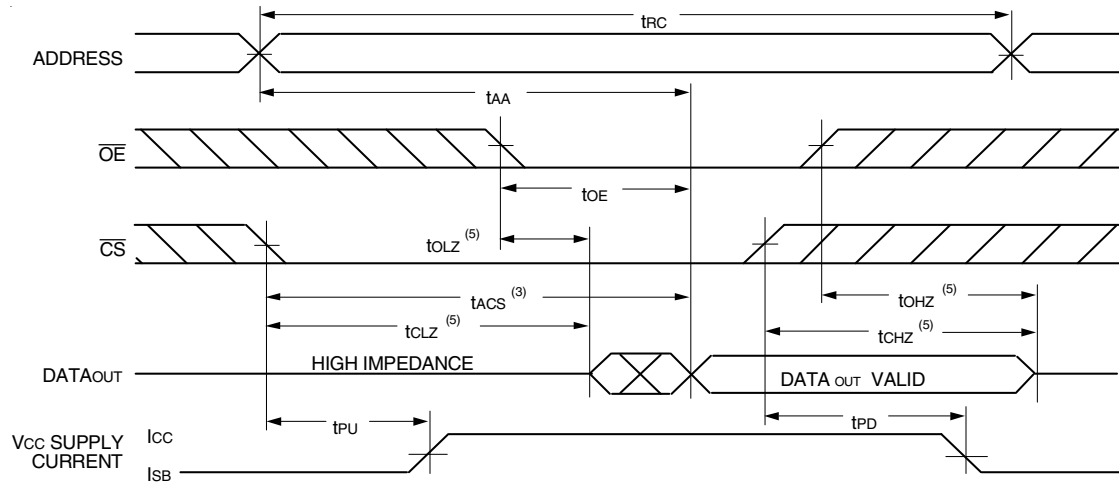 tRC
ADDRESS
tAA
OE
tOE
CS
tOLZ (5)
tACS (3)
tOHZ (5)
tCLZ (5)
tCHZ (5)
HIGH IMPEDANCE
DATAOUT
DATA OUT VALID
tPU
tPD
VCC SUPPLY
CURRENT
ICC
ISB